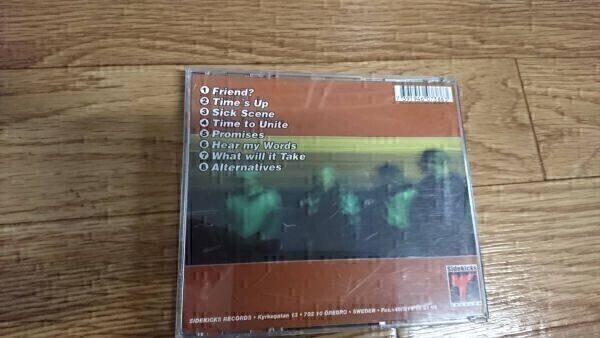 1 Friend?
2 Time's Up
3 Sick Scene
4 Time to Unite
5 Promises
6 Hear my Words
7 What will it Take
8 Alternatives
Sidekicks
SIDEKICKS RECORDS • Kyrkogatan 13 • 702 10 ÖREBRO • SWEDEN •